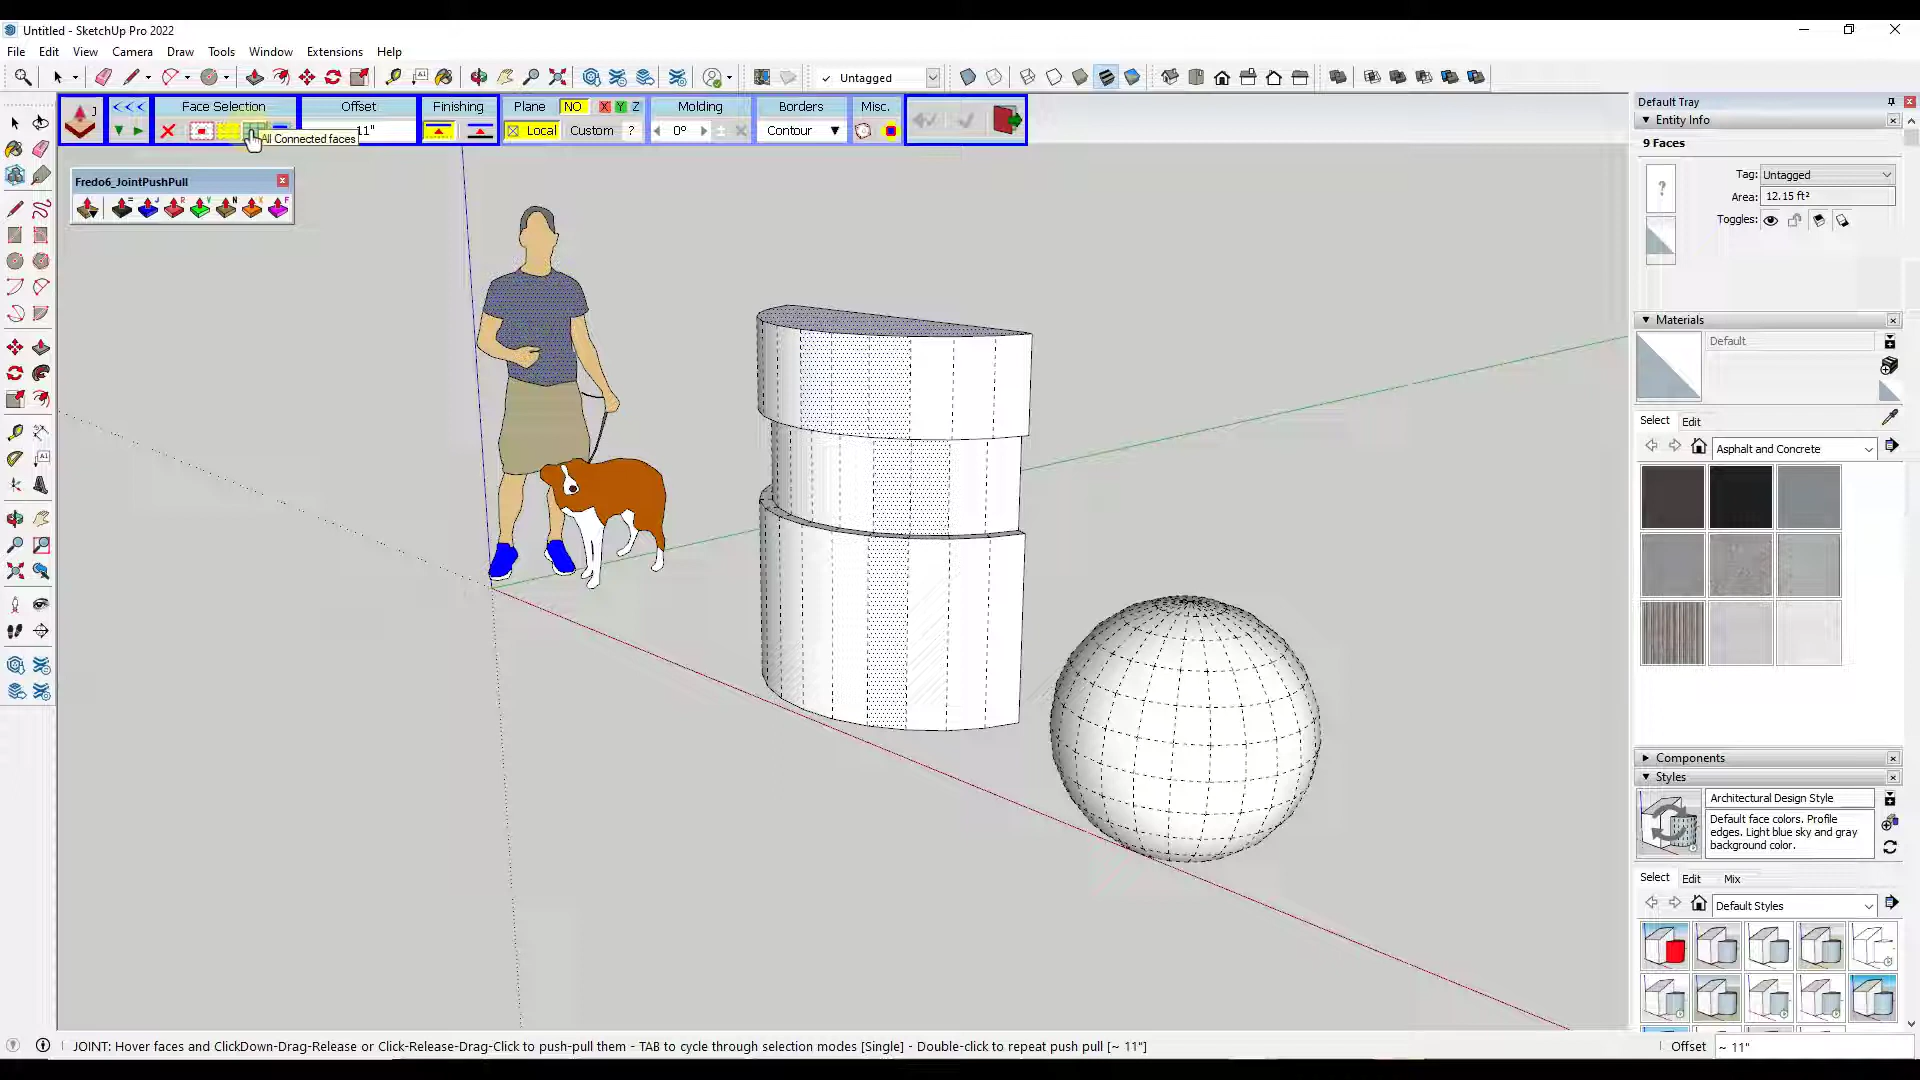 Untitled - SketchUp Pro 2022
File Edit View Camera Draw Tools Window Extensions Help
Untagged
J <<< Face Selection Offset Finishing Plane NO X Y Z Molding Borders Misc.
11" Local Custom ? 0º Contour
All Connected faces
Fredo6_JointPushPull
= J R V N X F
Default Tray
Entity Info
9 Faces
Tag: Untagged
Area: 12.15 ft²
Toggles:
Materials
Default
Select Edit
Asphalt and Concrete
Components
Styles
Architectural Design Style
Default face colors. Profile
edges. Light blue sky and gray
background color.
Select Edit Mix
Default Styles
JOINT: Hover faces and ClickDown-Drag-Release or Click-Release-Drag-Click to push-pull them - TAB to cycle through selection modes [Single] - Double-click to repeat push pull [~ 11"]
Offset ~ 11"